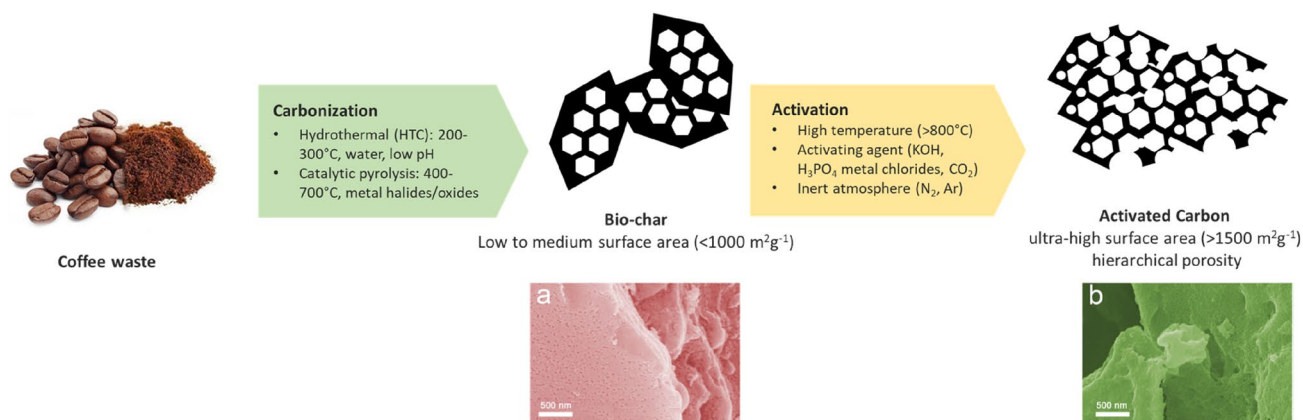 Coffee waste
Carbonization
• Hydrothermal (HTC): 200-
300°C, water, low pH
• Catalytic pyrolysis: 400-
700°C, metal halides/oxides
Bio-char
Low to medium surface area (<1000 m²g⁻¹)
a
500 nm
Activation
• High temperature (>800°C)
• Activating agent (KOH,
H₃PO₄ metal chlorides, CO₂)
• Inert atmosphere (N₂, Ar)
Activated Carbon
ultra-high surface area (>1500 m²g⁻¹)
hierarchical porosity
b
500 nm